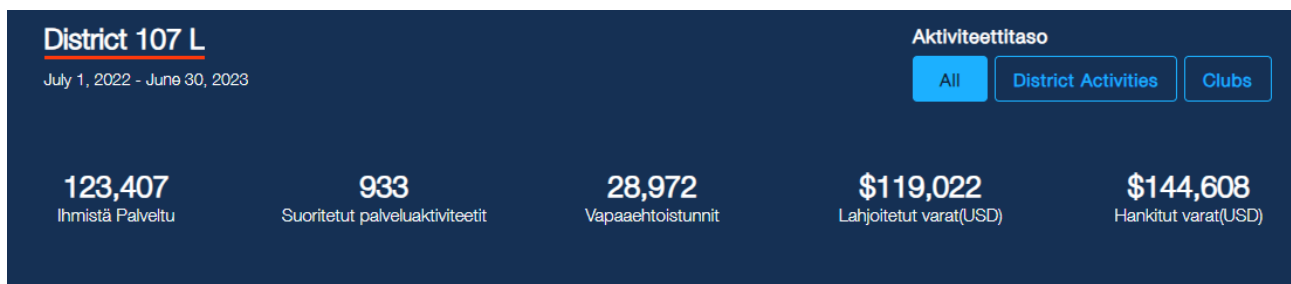 District 107 L
July 1, 2022 - June 30, 2023
Aktiviteettitaso
All
District Activities
Clubs
123,407
Ihmistä Palveltu
933
Suoritetut palveluaktiviteetit
28,972
Vapaaehtoistunnit
$119,022
Lahjoitetut varat(USD)
$144,608
Hankitut varat(USD)